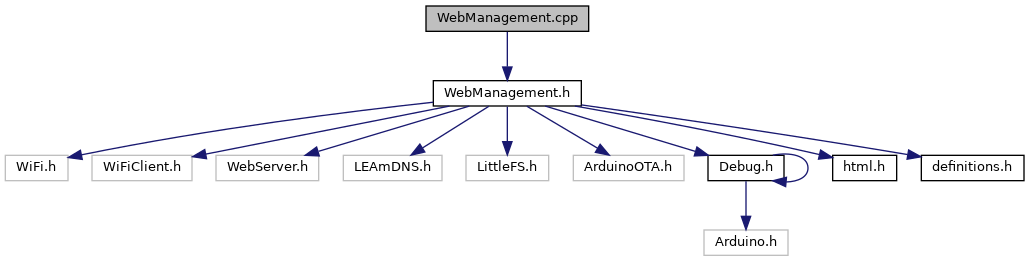 WebManagement.cpp
WebManagement.h
WiFi.h
WiFiClient.h
WebServer.h
LEAmDNS.h
LittleFS.h
ArduinoOTA.h
Debug.h
html.h
definitions.h
Arduino.h